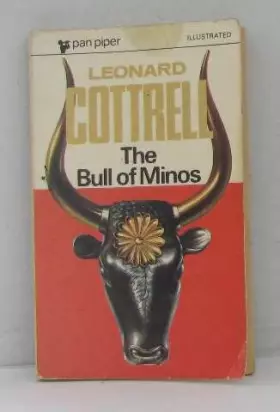 pan piper
ILLUSTRATED
LEONARD
COTTRELL
The
Bull of Minos